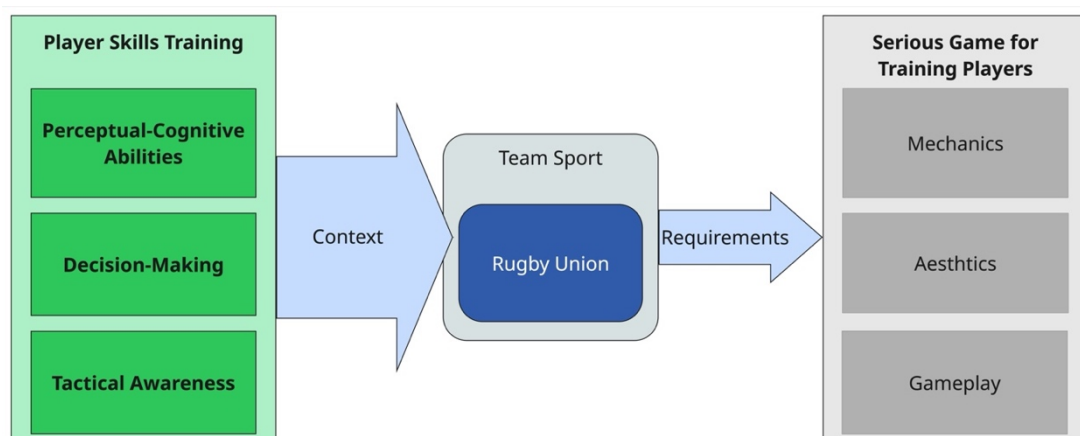 Player Skills Training
Perceptual-Cognitive
Abilities
Decision-Making
Tactical Awareness
Context
Team Sport
Rugby Union
Requirements
Serious Game for
Training Players
Mechanics
Aesthtics
Gameplay